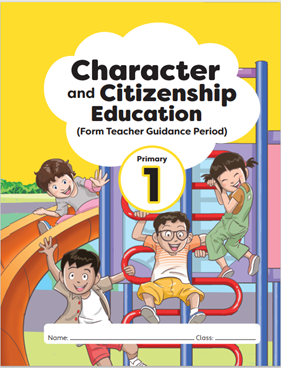 Character
and Citizenship
Education
(Form Teacher Guidance Period)
Primary
1
Name: Class: